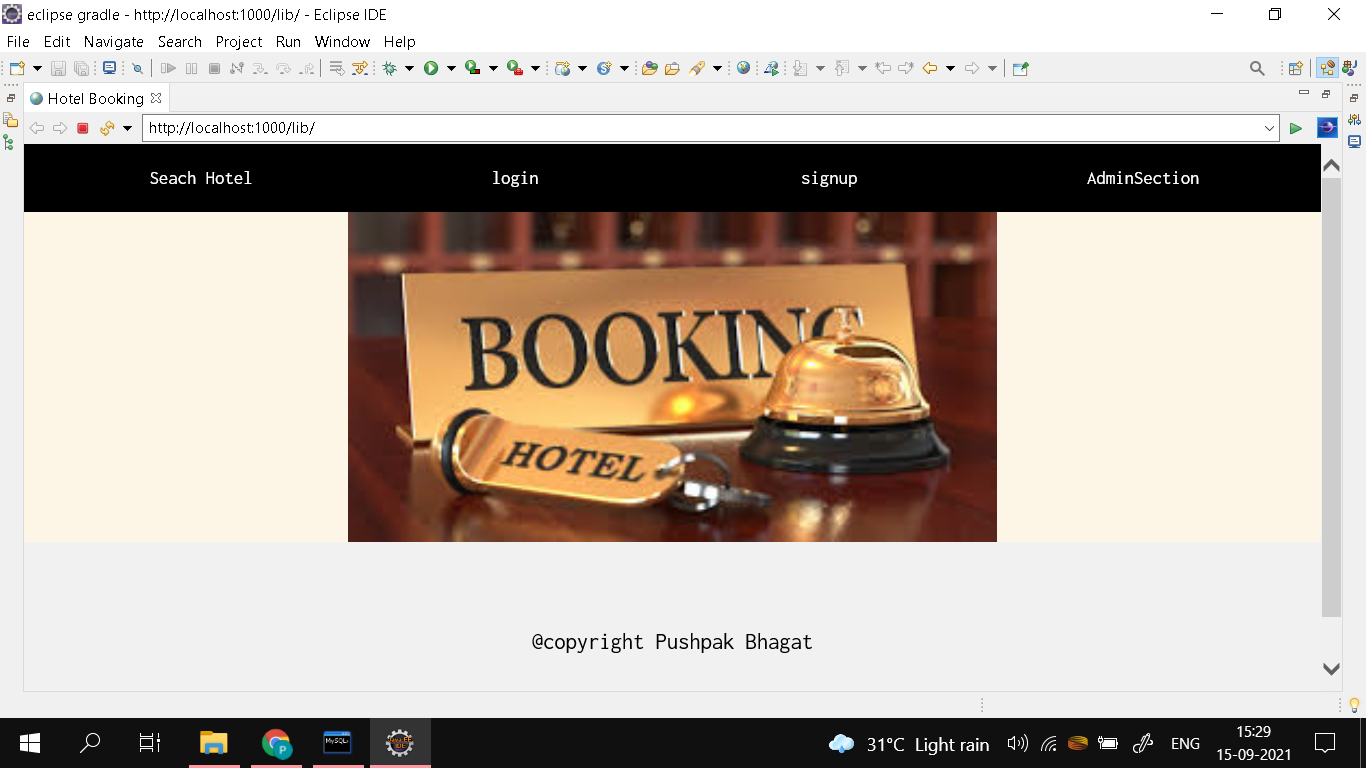 eclipse gradle - http://localhost:1000/lib/ - Eclipse IDE
File Edit Navigate Search Project Run Window Help
Hotel Booking
http://localhost:1000/lib/
Seach Hotel login signup AdminSection
BOOKING
HOTEL
@copyright Pushpak Bhagat
31°C Light rain
ENG
15:29
15-09-2021